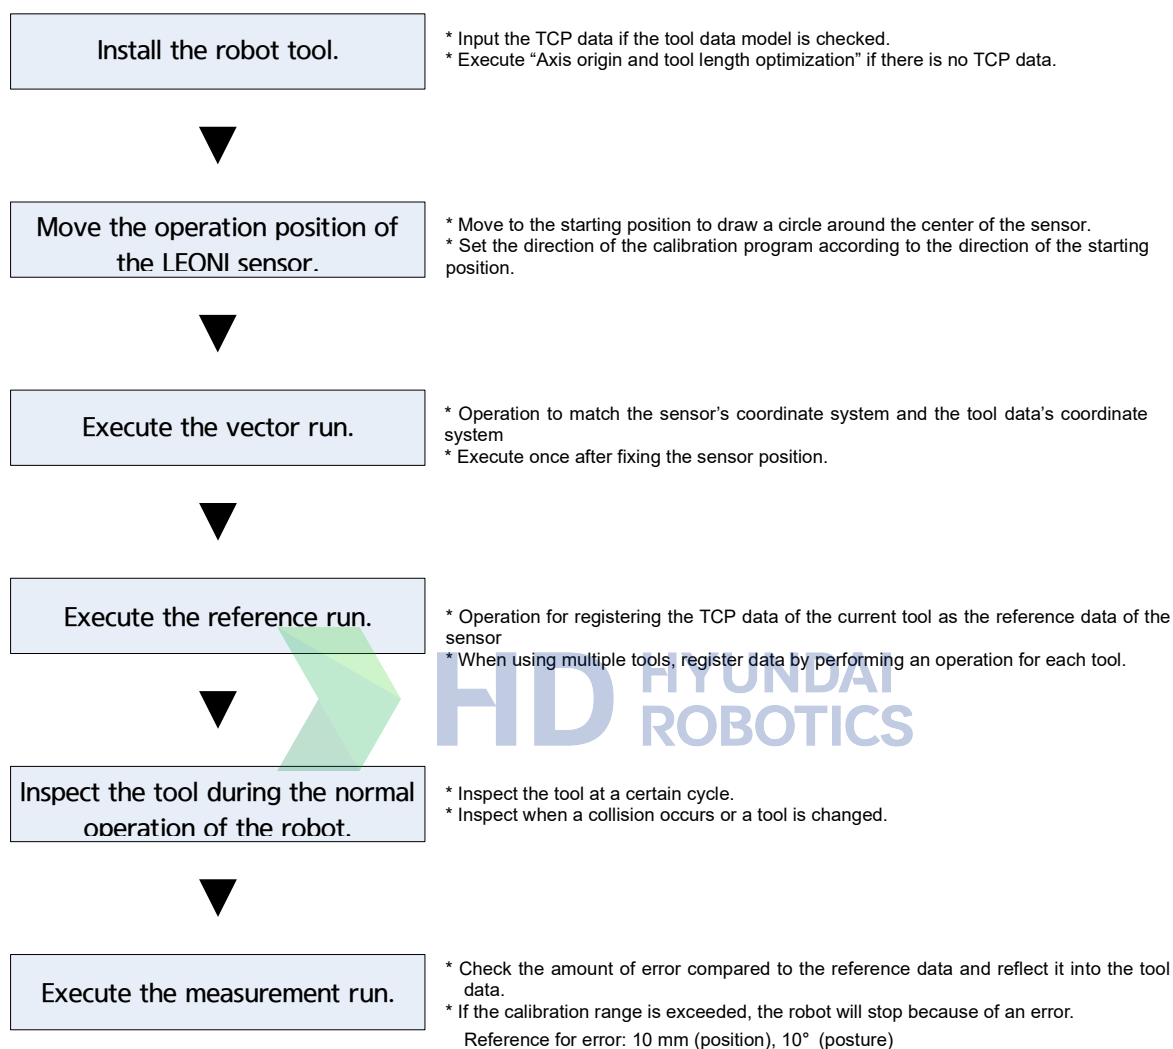 Install the robot tool.
* Input the TCP data if the tool data model is checked.
* Execute “Axis origin and tool length optimization” if there is no TCP data.
Move the operation position of
the LEONI sensor.
* Move to the starting position to draw a circle around the center of the sensor.
* Set the direction of the calibration program according to the direction of the starting
position.
Execute the vector run.
* Operation to match the sensor’s coordinate system and the tool data’s coordinate
system
* Execute once after fixing the sensor position.
Execute the reference run.
* Operation for registering the TCP data of the current tool as the reference data of the
sensor
* When using multiple tools, register data by performing an operation for each tool.
HD HYUNDAI
ROBOTICS
Inspect the tool during the normal
operation of the robot.
* Inspect the tool at a certain cycle.
* Inspect when a collision occurs or a tool is changed.
Execute the measurement run.
* Check the amount of error compared to the reference data and reflect it into the tool
data.
* If the calibration range is exceeded, the robot will stop because of an error.
Reference for error: 10 mm (position), 10° (posture)